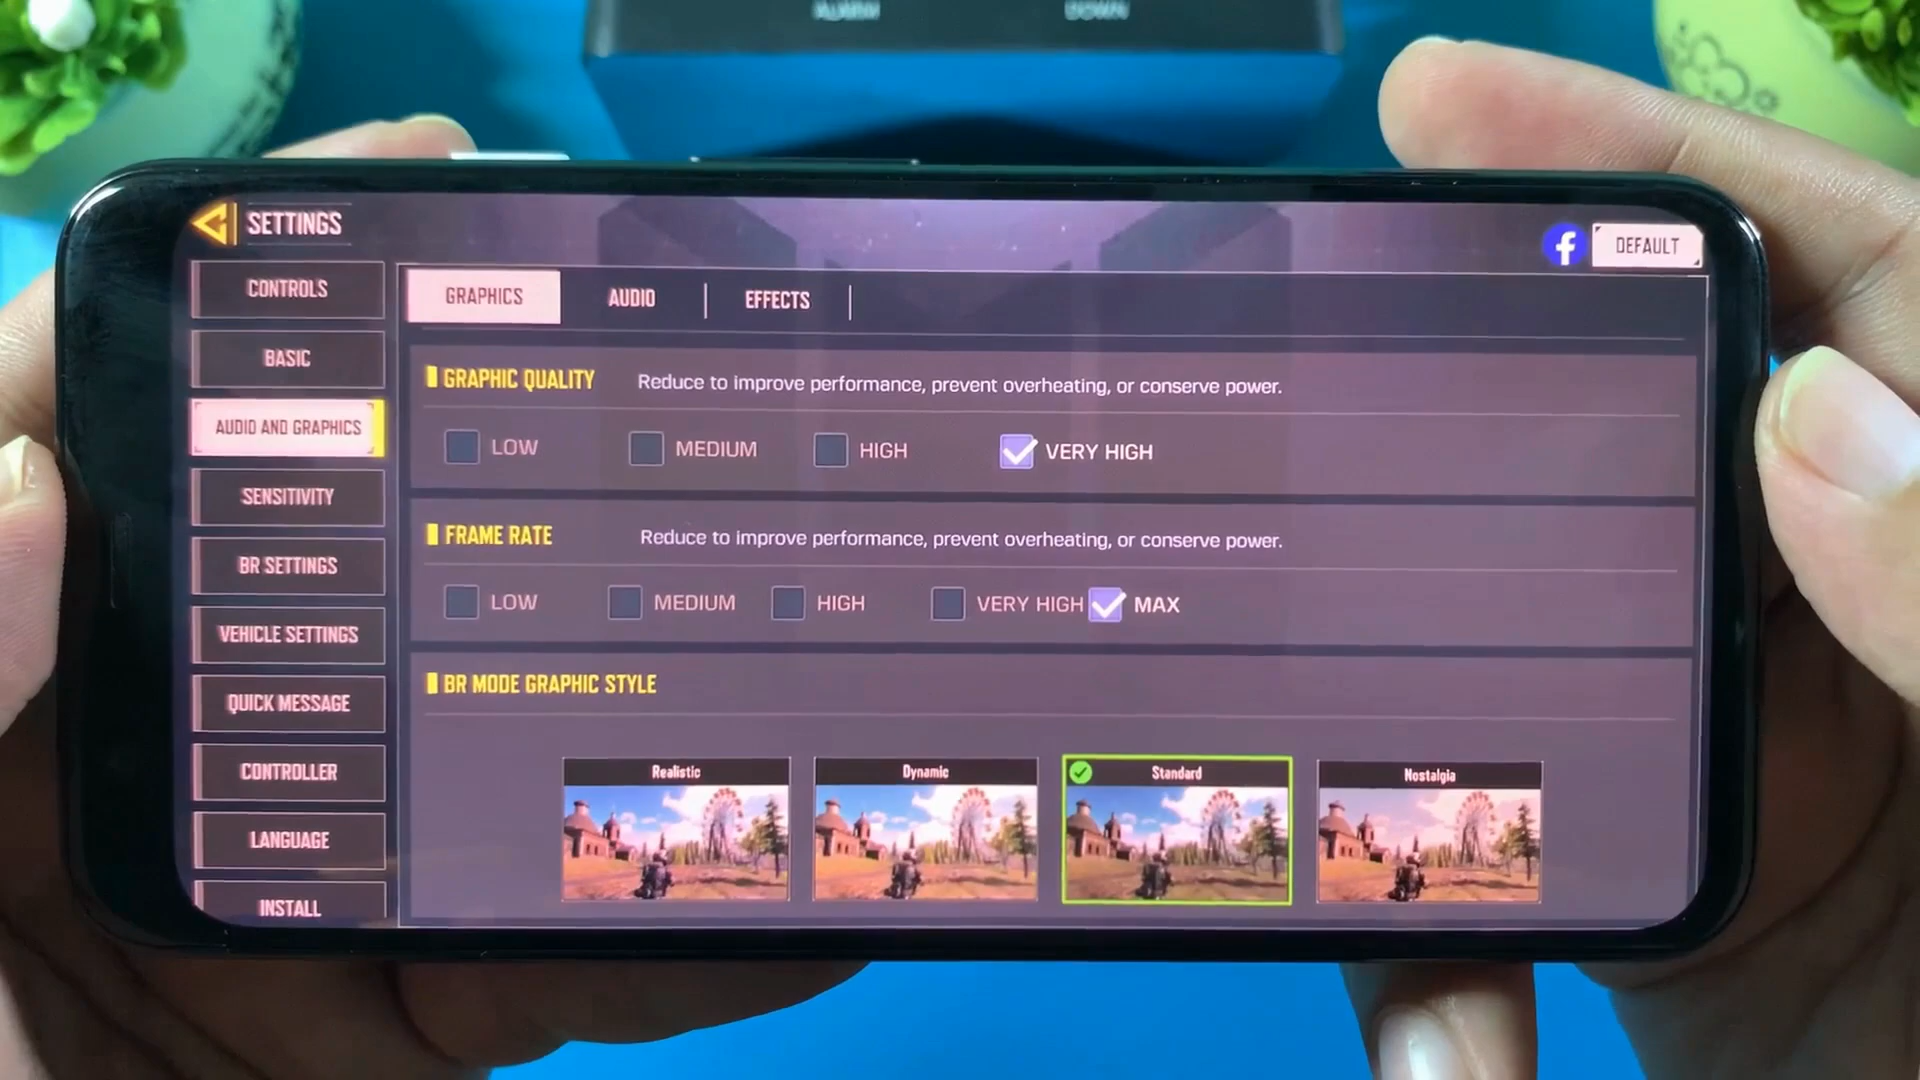 ALARM
DOWN
SETTINGS
DEFAULT
CONTROLS
BASIC
AUDIO AND GRAPHICS
SENSITIVITY
BR SETTINGS
VEHICLE SETTINGS
QUICK MESSAGE
CONTROLLER
LANGUAGE
INSTALL
GRAPHICS
AUDIO
EFFECTS
GRAPHIC QUALITY Reduce to improve performance, prevent overheating, or conserve power.
LOW MEDIUM HIGH VERY HIGH
FRAME RATE Reduce to improve performance, prevent overheating, or conserve power.
LOW MEDIUM HIGH VERY HIGH MAX
BR MODE GRAPHIC STYLE
Realistic Dynamic Standard Nostalgia